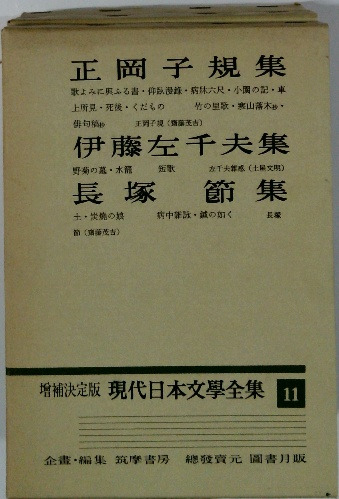 正岡子規集
歌よみに與ふる書・仰臥漫錄・病牀六尺・小園の記・車
上所見・死後・くだもの　竹の里歌・寒山落木抄・
俳句稿抄　正岡子規（齋藤茂吉）
伊藤左千夫集
野菊の墓・水籠　短歌　左千夫雜感（土屋文明）
長塚　節集
土・炭燒の娘　病中雜詠・鍼の如く　長塚
節（齋藤茂吉）
增補決定版 現代日本文學全集 11
企畫・編集 筑摩書房　總發賣元 圖書月販